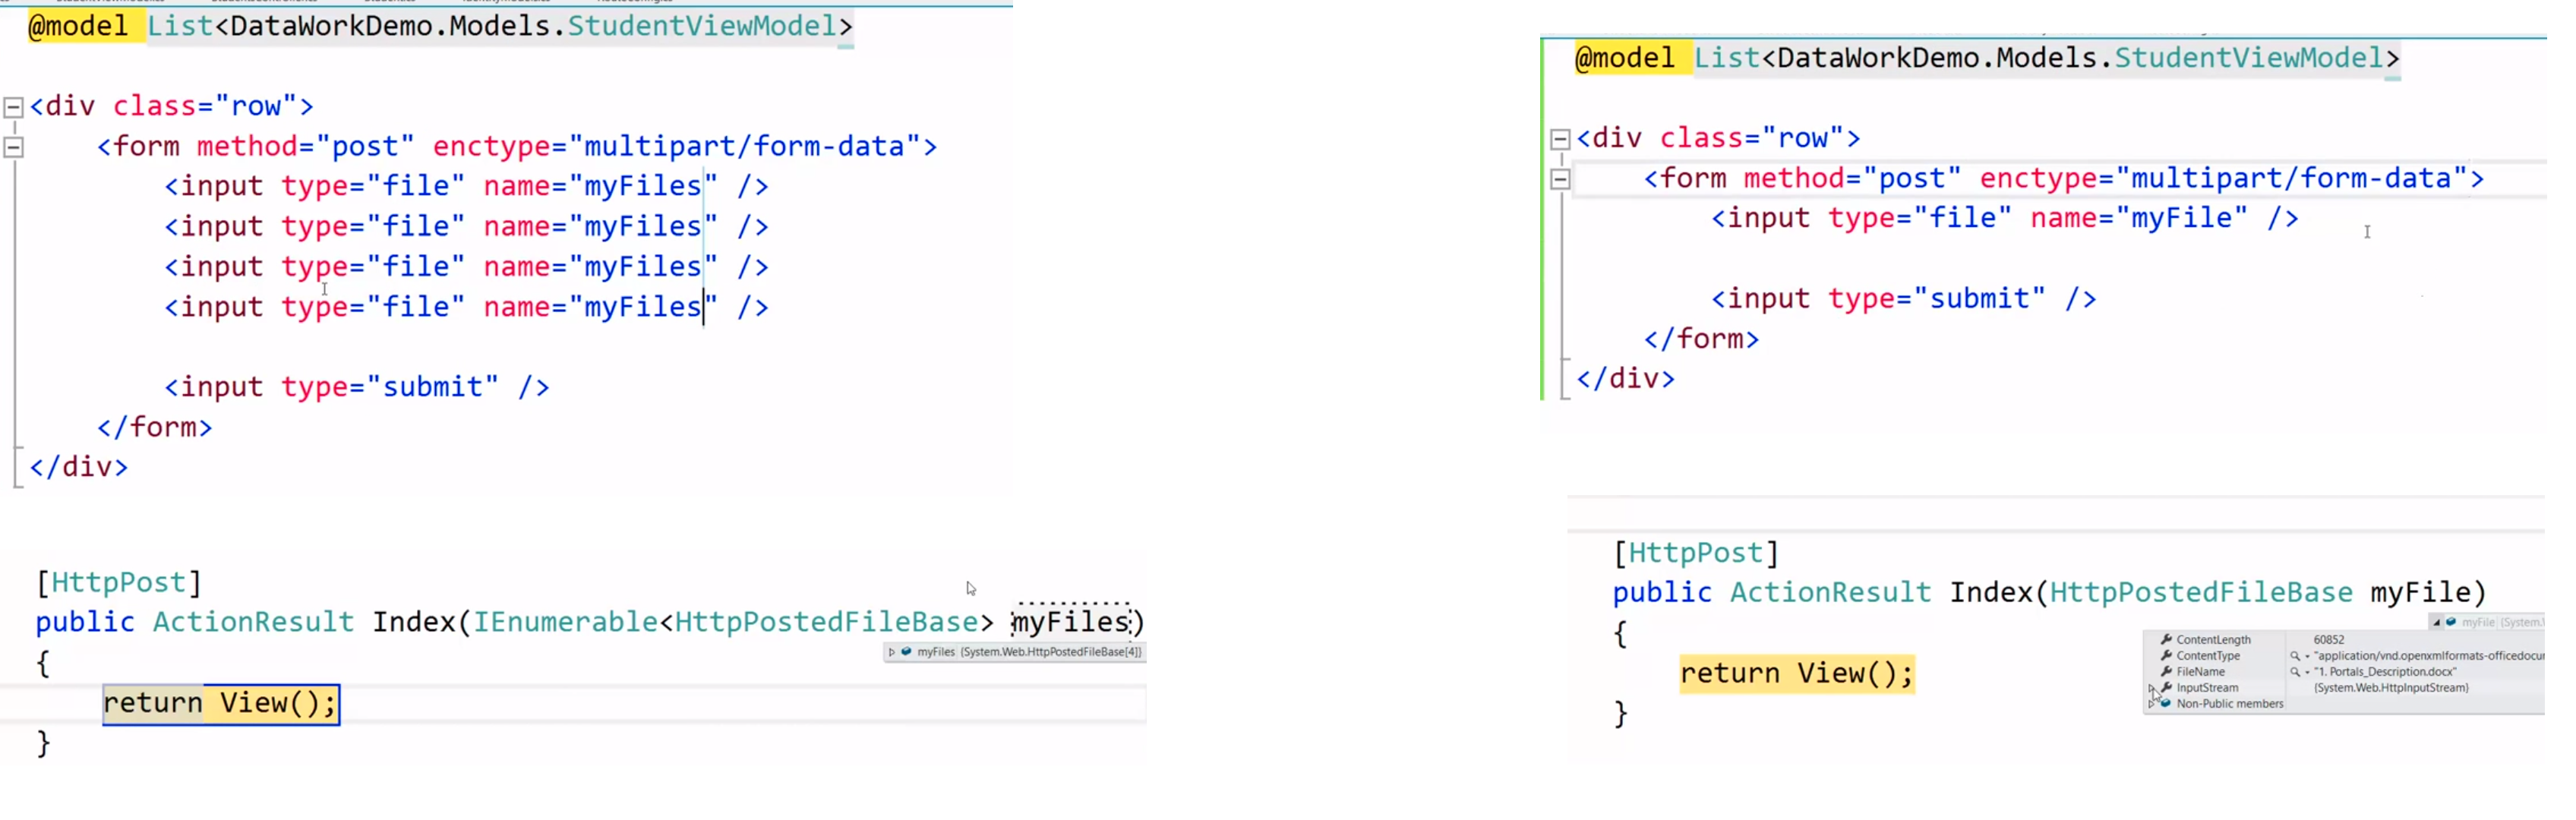 @model List<DataWorkDemo.Models.StudentViewModel>
<div class="row">
<form method="post" enctype="multipart/form-data">
<input type="file" name="myFiles" />
<input type="file" name="myFiles" />
<input type="file" name="myFiles" />
<input type="file" name="myFiles" />
<input type="submit" />
</form>
</div>
[HttpPost]
public ActionResult Index(IEnumerable<HttpPostedFileBase> myFiles)
myFiles {System.Web.HttpPostedFileBase[4]}
{
return View();
}
@model List<DataWorkDemo.Models.StudentViewModel>
<div class="row">
<form method="post" enctype="multipart/form-data">
<input type="file" name="myFile" />
<input type="submit" />
</form>
</div>
[HttpPost]
public ActionResult Index(HttpPostedFileBase myFile)
{
myFile {System.
ContentLength 60852
ContentType "application/vnd.openxmlformats-officedocu
FileName "1. Portals_Description.docx"
InputStream {System.Web.HttpInputStream}
Non-Public members
return View();
}